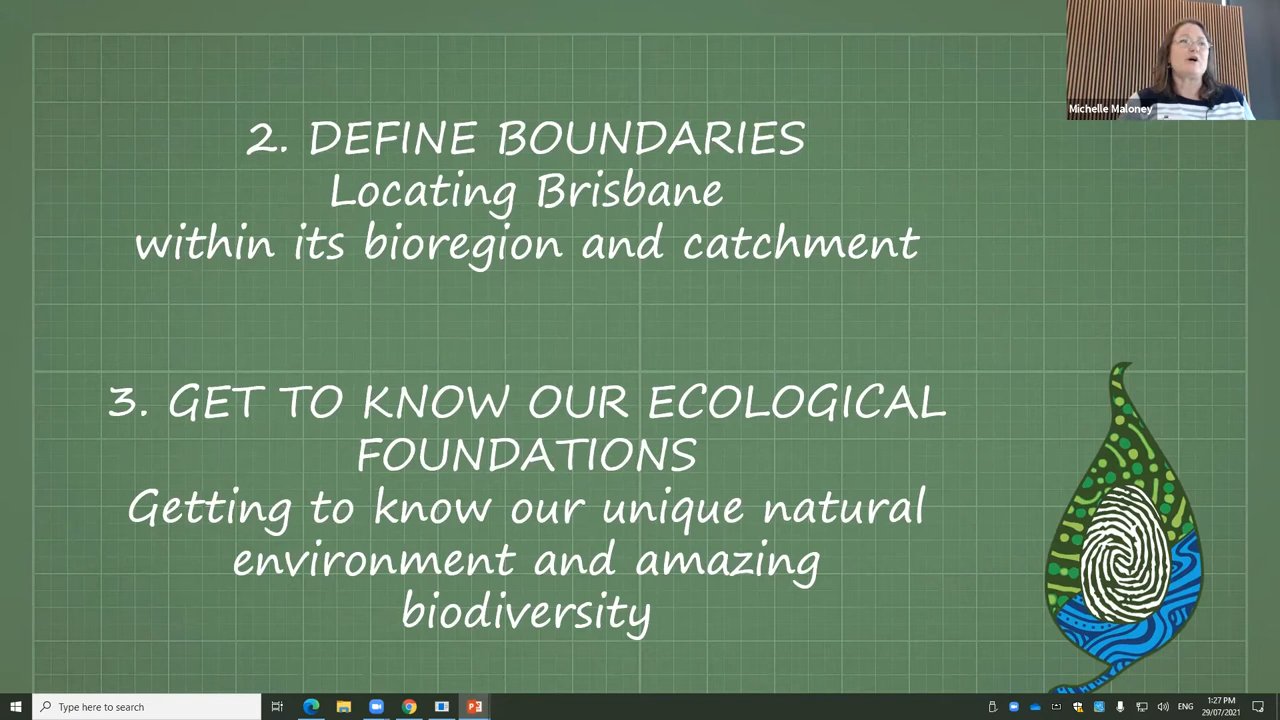 Michelle Maloney
2. DEFINE BOUNDARIES
Locating Brisbane
within its bioregion and catchment
3. GET TO KNOW OUR ECOLOGICAL
FOUNDATIONS
Getting to know our unique natural
environment and amazing
biodiversity
Type here to search
ENG
1:27 PM
29/07/2021